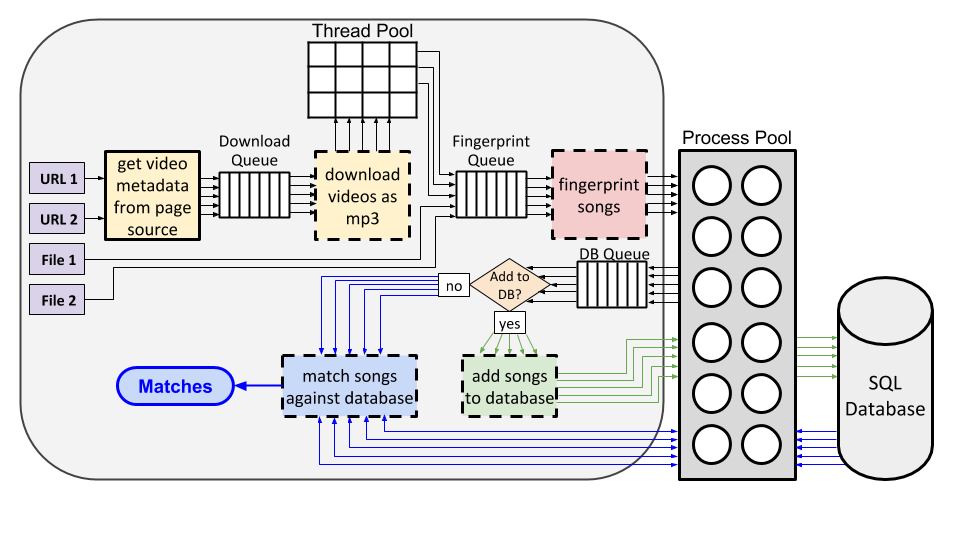 Thread Pool
Process Pool
Download
Queue
Fingerprint
Queue
URL 1
URL 2
File 1
File 2
get video
metadata
from page
source
download
videos as
mp3
fingerprint
songs
DB Queue
Add to
DB?
no
yes
match songs
against database
add songs
to database
Matches
SQL
Database